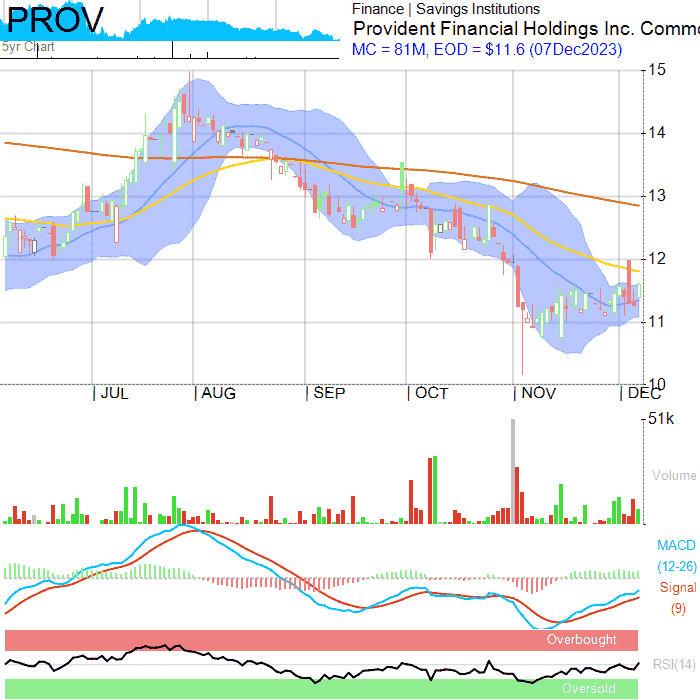 PROV
Finance | Savings Institutions
Provident Financial Holdings Inc. Commo
5yr Chart
MC = 81M, EOD = $11.6 (07Dec2023)
15
14
13
12
11
10
JUL
AUG
SEP
OCT
NOV
DEC
51k
Volume
MACD
(12-26)
Signal
(9)
Overbought
RSI(14)
Oversold